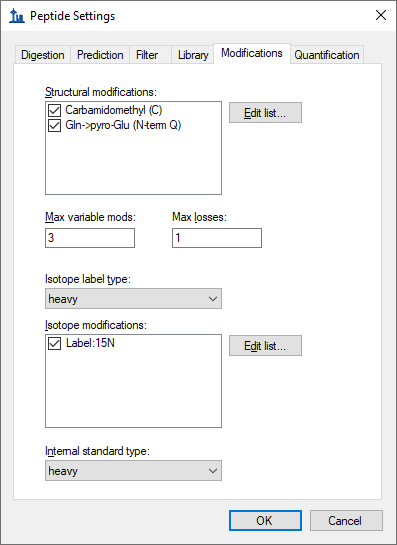 Peptide Settings
Digestion Prediction Filter Library Modifications Quantification
Structural modifications:
Carbamidomethyl (C)
Edit list...
Gln->pyro-Glu (N-term Q)
Max variable mods: Max losses:
3 1
Isotope label type:
heavy
Isotope modifications:
Label:15N
Edit list...
Internal standard type:
heavy
OK Cancel